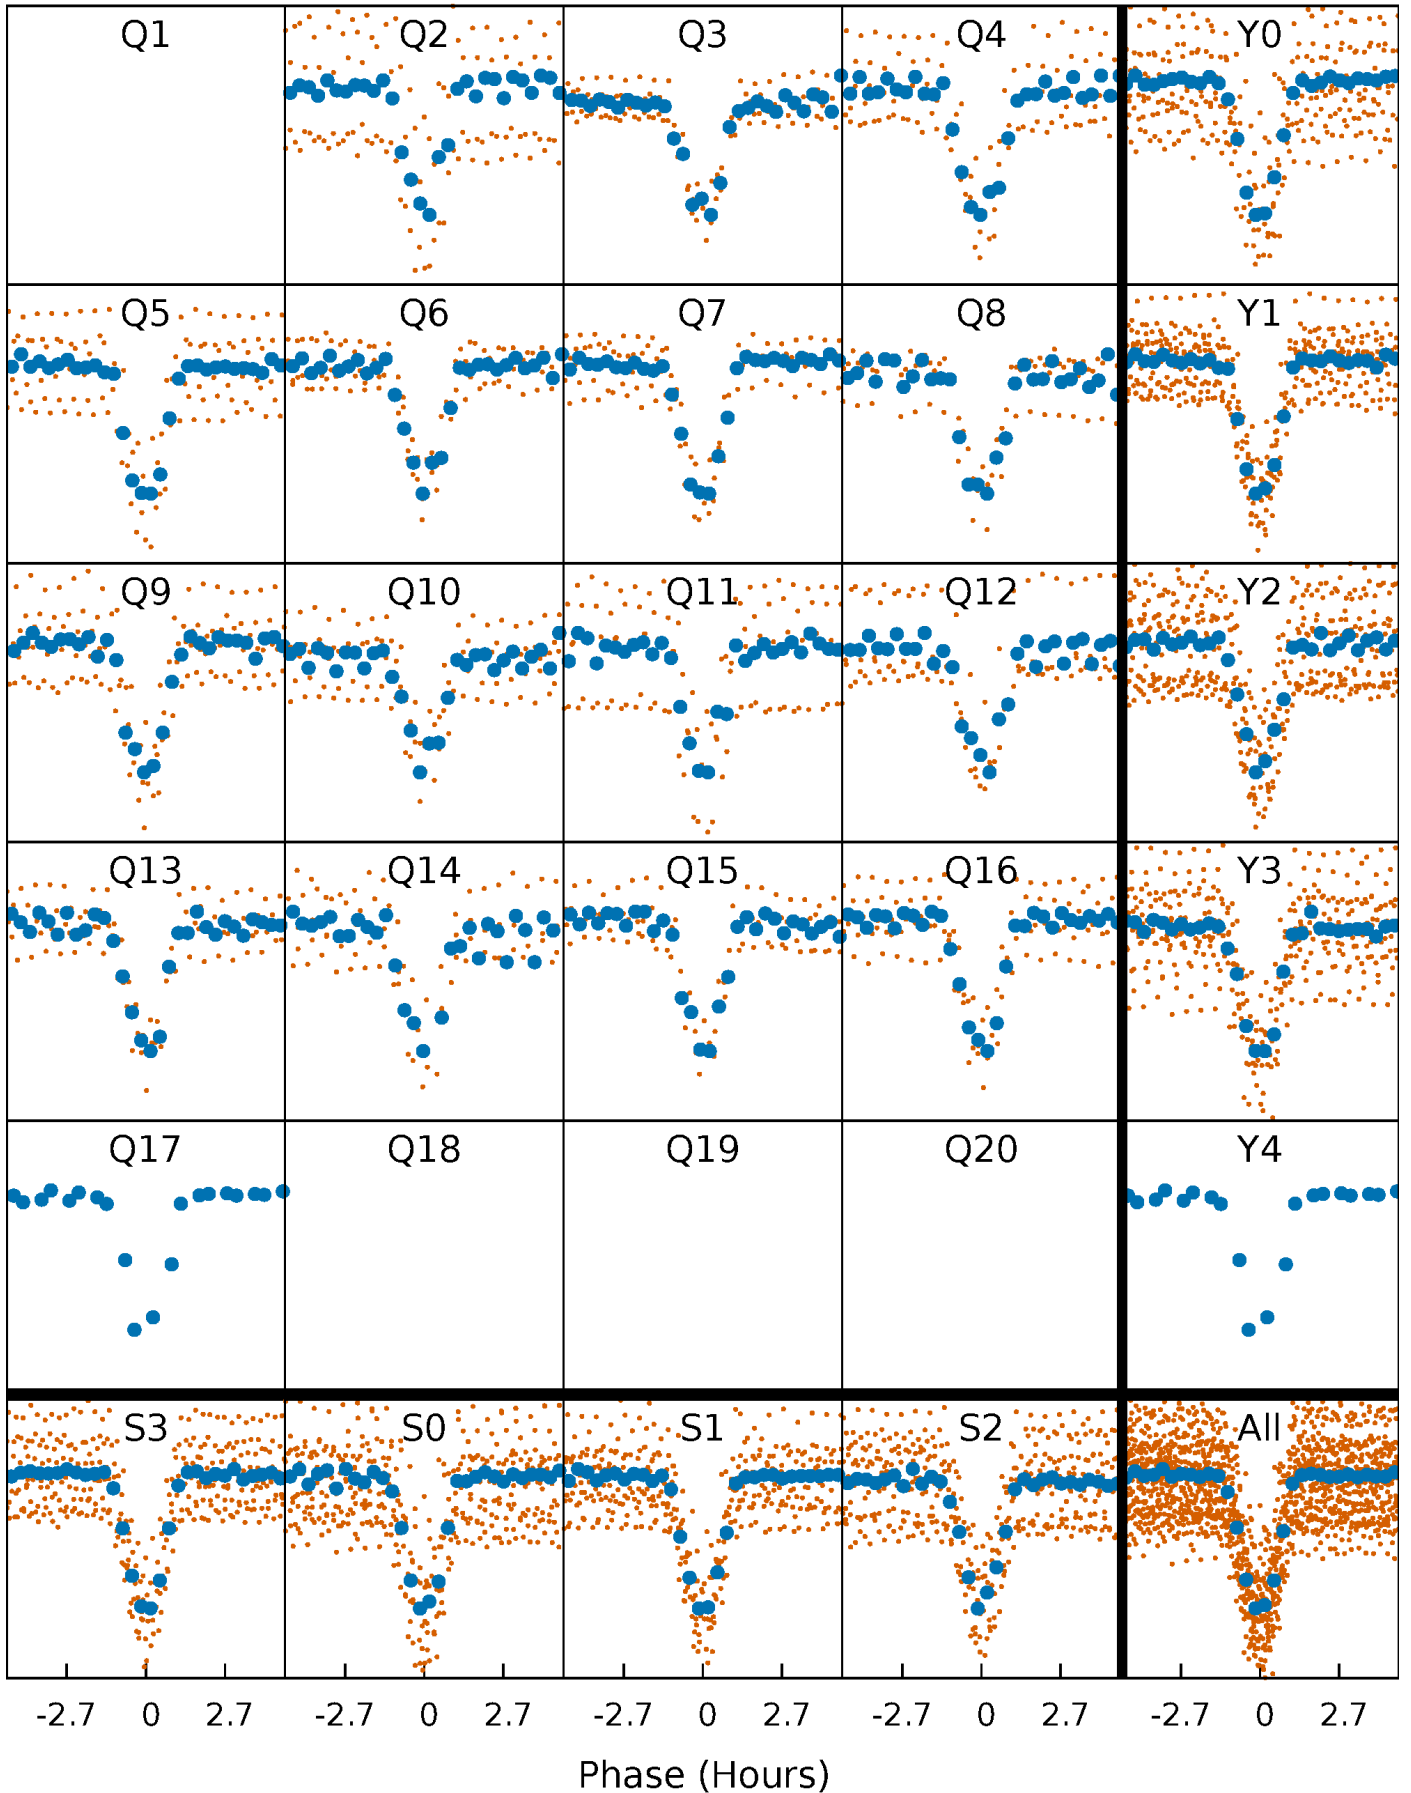 Q1 Q2 Q3 Q4 Y0
Q5 Q6 Q7 Q8 Y1
Q9 Q10 Q11 Q12 Y2
Q13 Q14 Q15 Q16 Y3
Q17 Q18 Q19 Q20 Y4
S3 S0 S1 S2 All
-2.7 0 2.7 -2.7 0 2.7 -2.7 0 2.7 -2.7 0 2.7 -2.7 0 2.7
Phase (Hours)